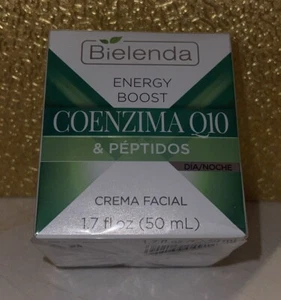 Bielenda
ENERGY
BOOST
COENZIMA Q10
& PÉPTIDOS
DÍA/NOCHE
CREMA FACIAL
1.7 fl oz (50 mL)